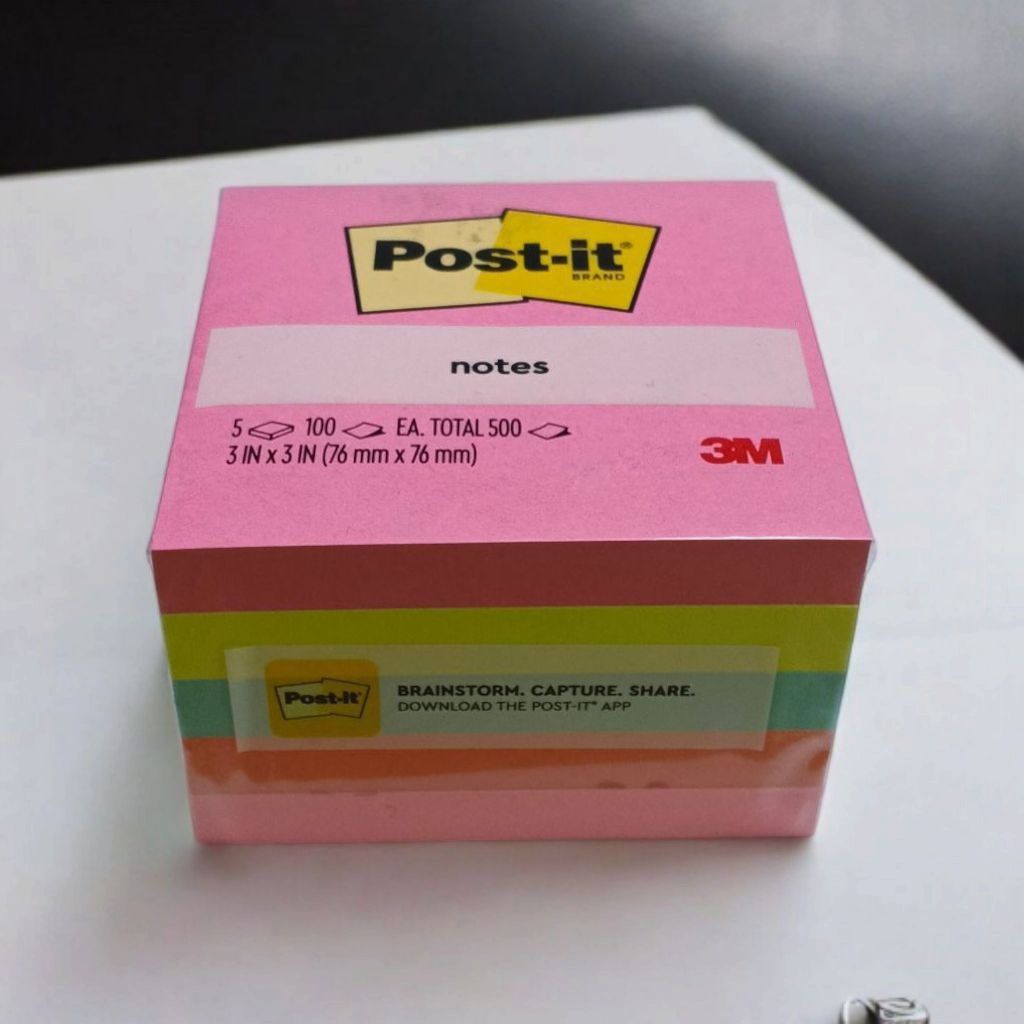 Post-it®
BRAND
notes
5 100 EA. TOTAL 500
3 IN x 3 IN (76 mm x 76 mm)
3M
Post-it®
BRAINSTORM. CAPTURE. SHARE.
DOWNLOAD THE POST-IT® APP